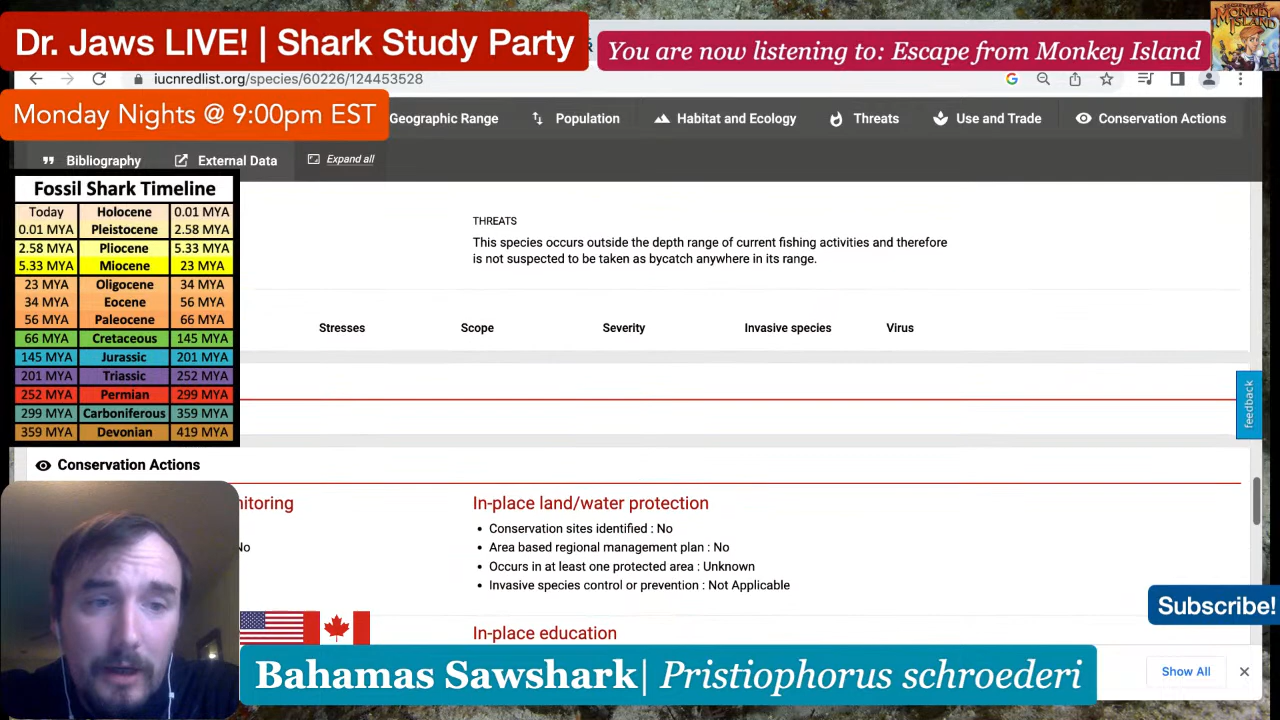 Dr. Jaws LIVE! | Shark Study Party
You are now listening to: Escape from Monkey Island
MONKEY ISLAND
iucnredlist.org/species/60226/124453528
Monday Nights @ 9:00pm EST
Geographic Range
Population
Habitat and Ecology
Threats
Use and Trade
Conservation Actions
Bibliography
External Data
Expand all
Fossil Shark Timeline
Today Holocene 0.01 MYA
0.01 MYA Pleistocene 2.58 MYA
2.58 MYA Pliocene 5.33 MYA
5.33 MYA Miocene 23 MYA
23 MYA Oligocene 34 MYA
34 MYA Eocene 56 MYA
56 MYA Paleocene 66 MYA
66 MYA Cretaceous 145 MYA
145 MYA Jurassic 201 MYA
201 MYA Triassic 252 MYA
252 MYA Permian 299 MYA
299 MYA Carboniferous 359 MYA
359 MYA Devonian 419 MYA
THREATS
This species occurs outside the depth range of current fishing activities and therefore
is not suspected to be taken as bycatch anywhere in its range.
Stresses Scope Severity Invasive species Virus
feedback
Conservation Actions
nitoring
No
In-place land/water protection
• Conservation sites identified : No
• Area based regional management plan : No
• Occurs in at least one protected area : Unknown
• Invasive species control or prevention : Not Applicable
In-place education
Subscribe!
Bahamas Sawshark| Pristiophorus schroederi
Show All